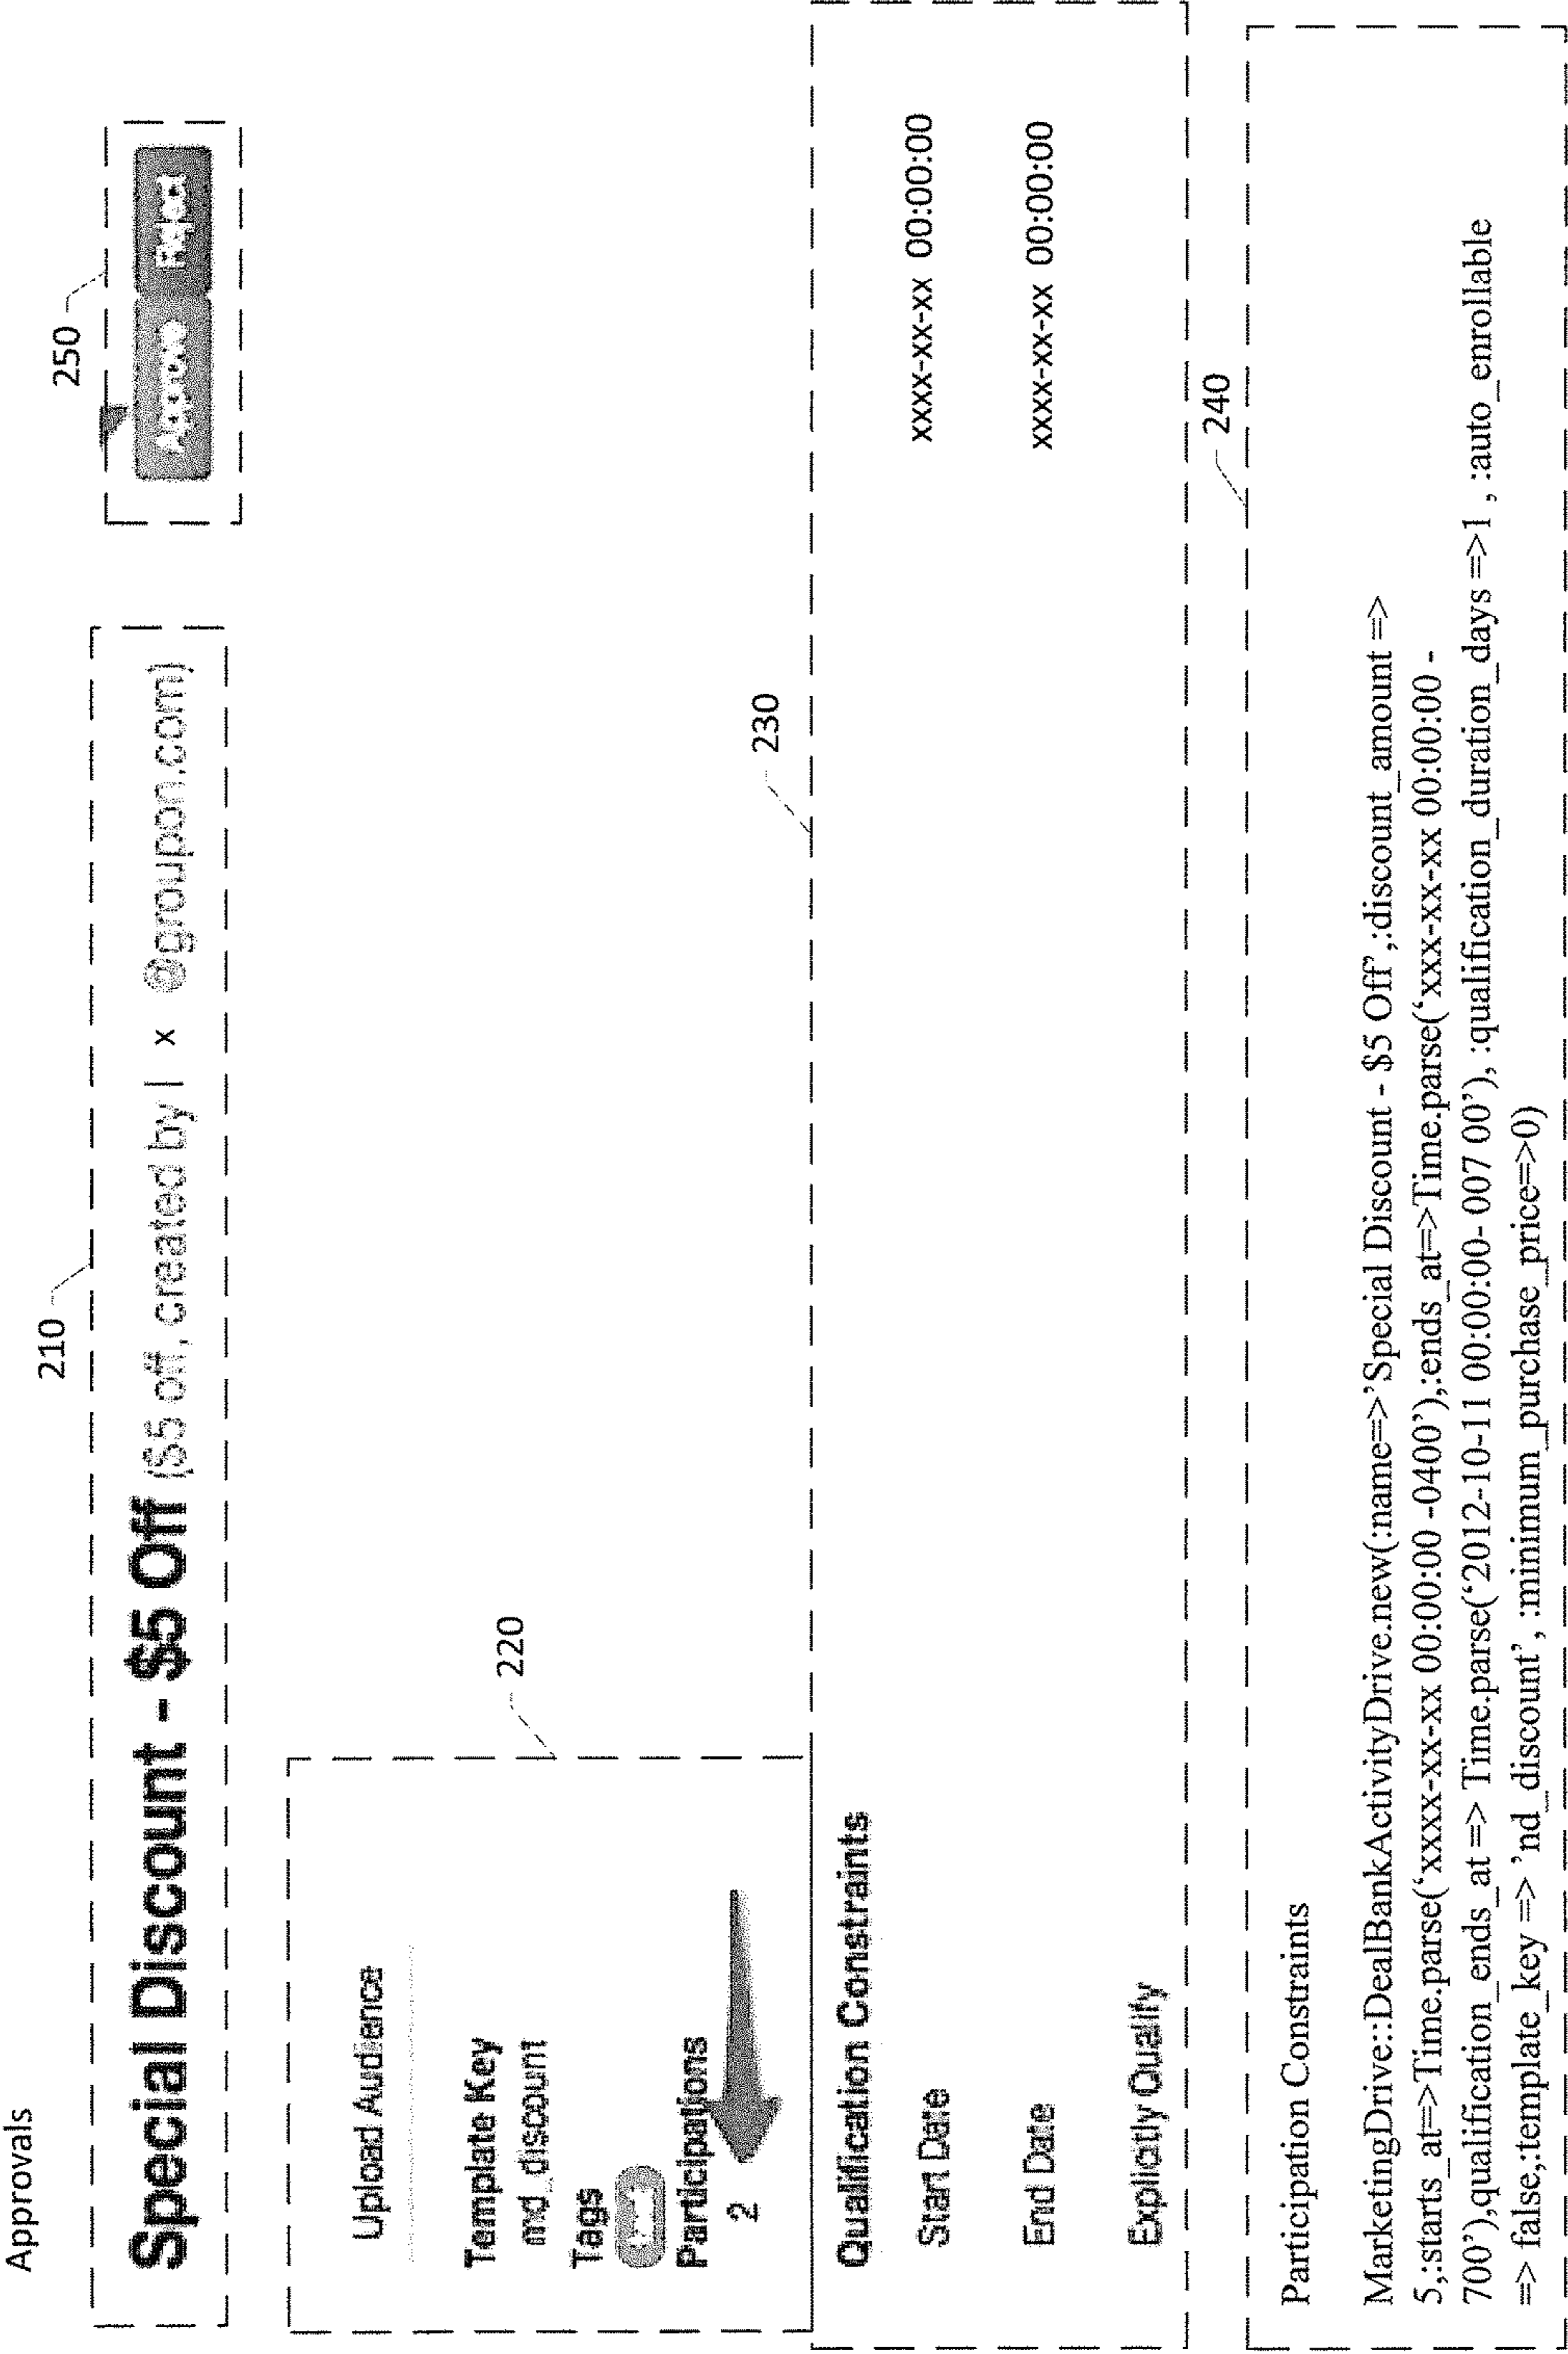 Approvals
210
250
Special Discount - $5 Off ($5 off, created by | x @groupon.com)
Approve Reject
220
Upload Audience
Template Key
md_discount
Tags
Participations
2
230
Qualification Constraints
Start Date xxxx-xx-xx 00:00:00
End Date xxxx-xx-xx 00:00:00
Explicitly Qualify
240
Participation Constraints
MarketingDrive::DealBankActivityDrive.new(:name=>'Special Discount - $5 Off',:discount_amount =>
5,:starts_at=>Time.parse('xxxx-xx-xx 00:00:00 -0400'),:ends_at=>Time.parse('xxx-xx-xx 00:00:00 -
700'),qualification_ends_at => Time.parse('2012-10-11 00:00:00- 007 00'), :qualification_duration_days =>1 , :auto_enrollable
=> false,:template_key => 'nd_discount', :minimum_purchase_price=>0)